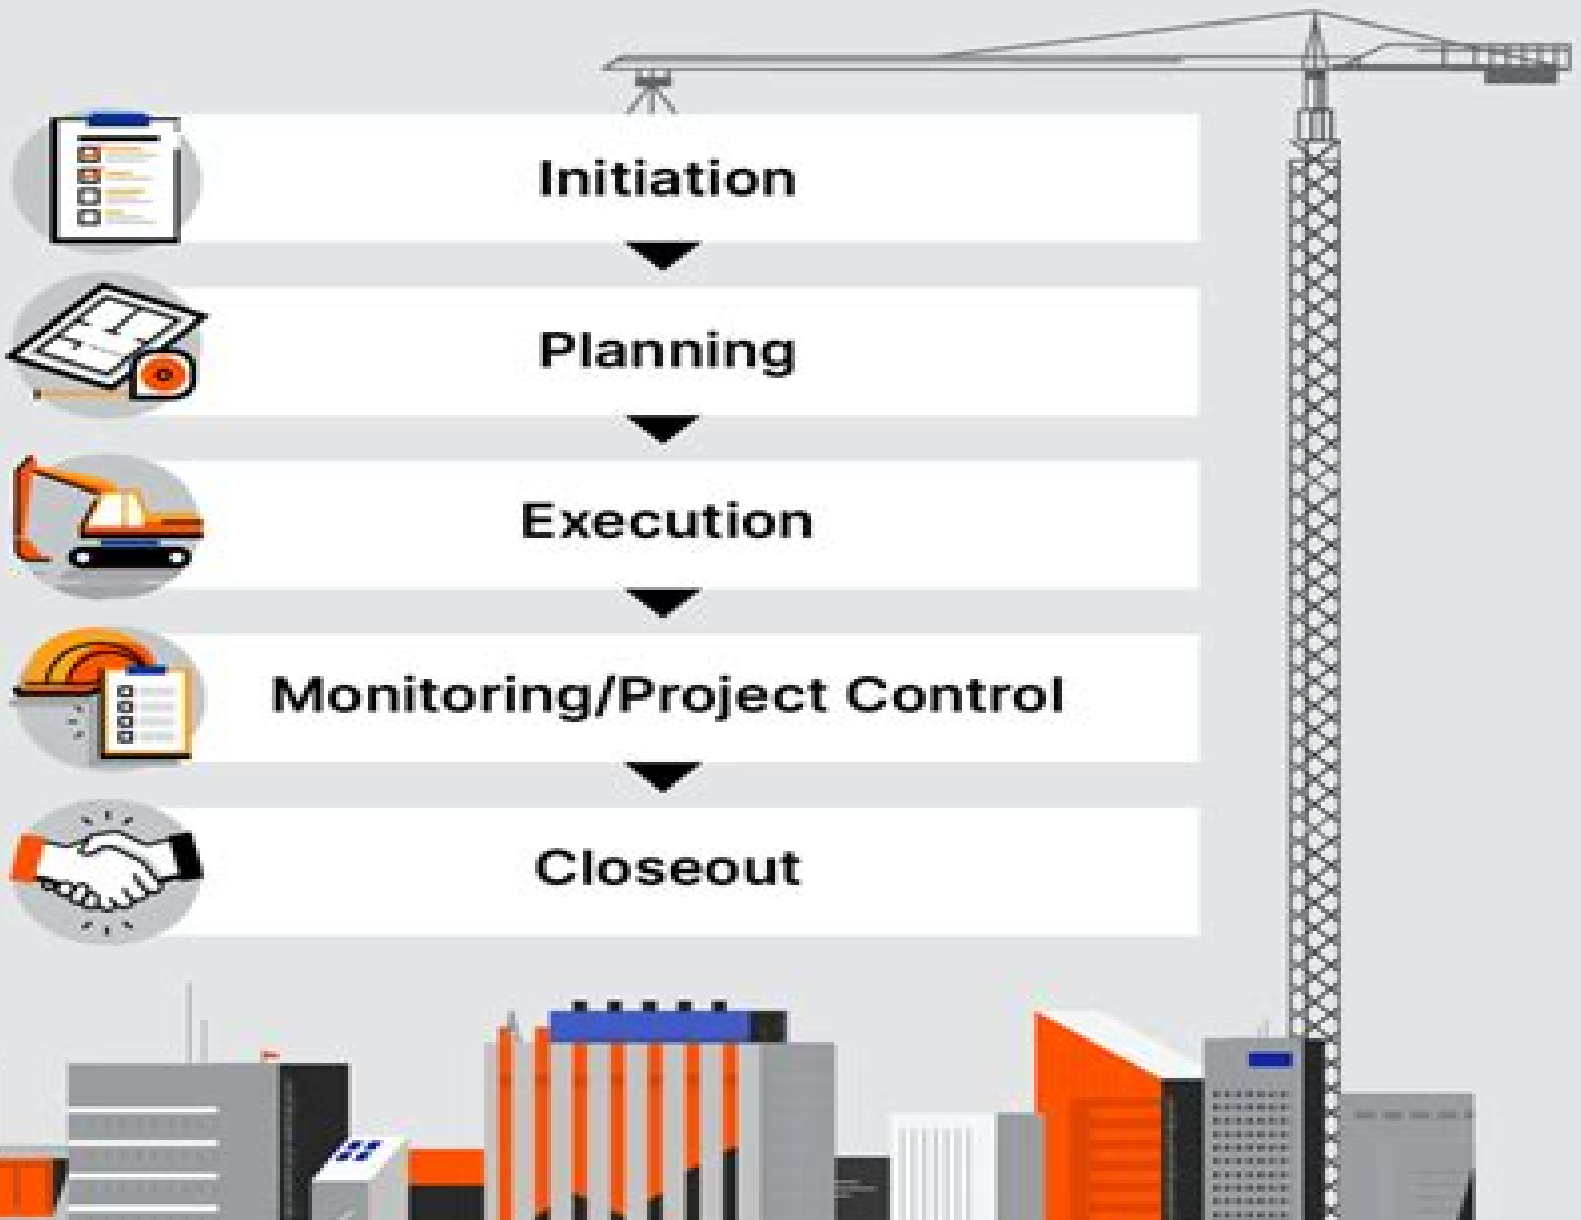 Initiation
Planning
Execution
Monitoring/Project Control
Closeout